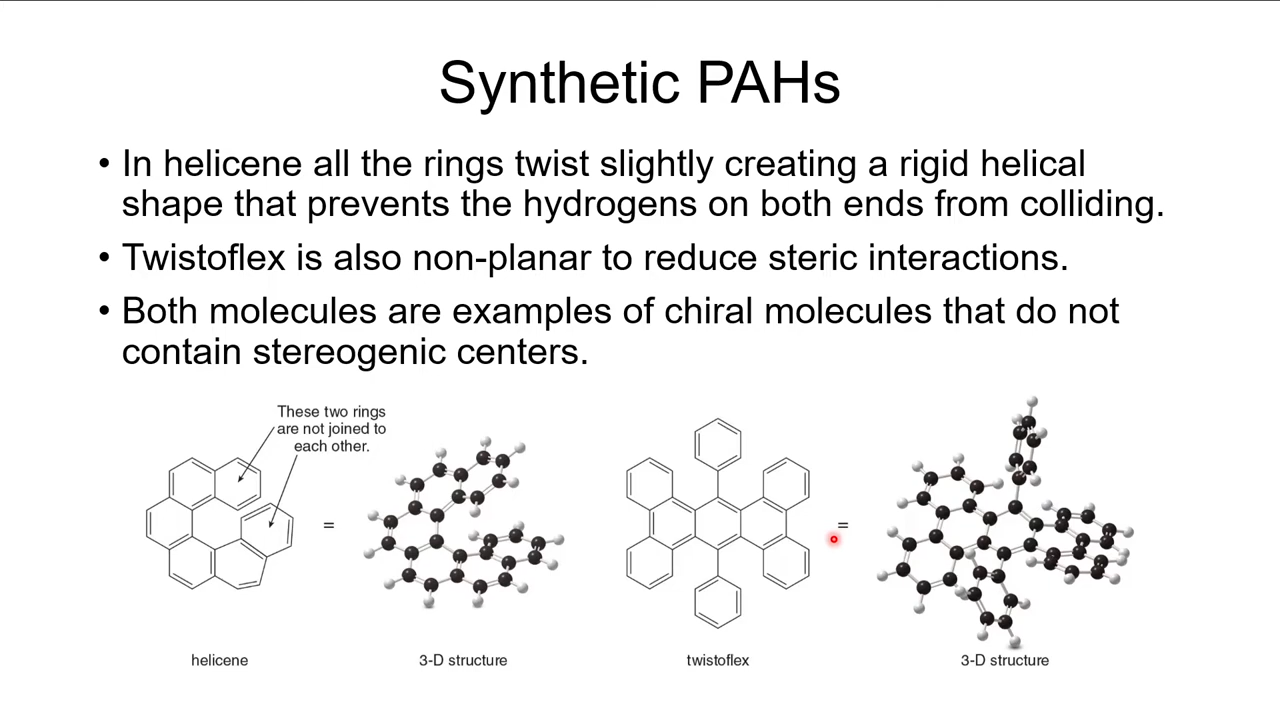 Synthetic PAHs
• In helicene all the rings twist slightly creating a rigid helical
shape that prevents the hydrogens on both ends from colliding.
• Twistoflex is also non-planar to reduce steric interactions.
• Both molecules are examples of chiral molecules that do not
contain stereogenic centers.
These two rings
are not joined to
each other.
=
=
helicene
3-D structure
twistoflex
3-D structure